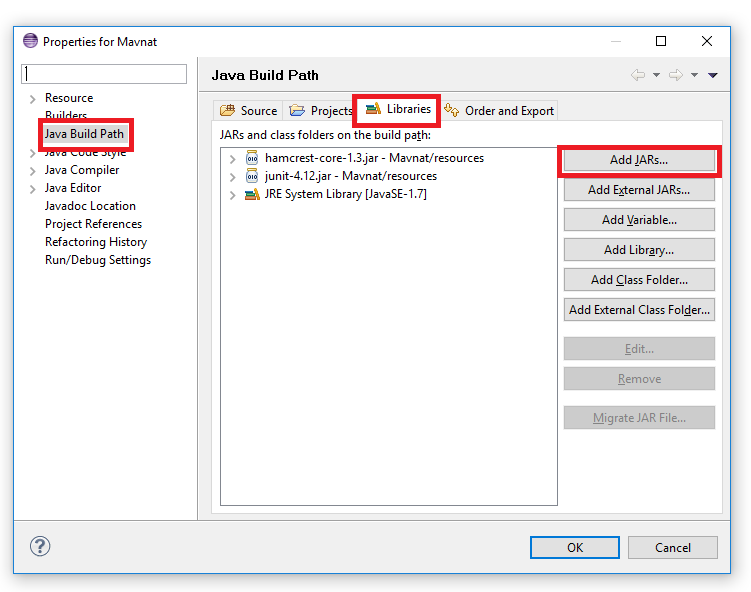 Properties for Mavnat
Resource
Builders
Java Build Path
Java Code Style
Java Compiler
Java Editor
Javadoc Location
Project References
Refactoring History
Run/Debug Settings
Java Build Path
Source
Projects
Libraries
Order and Export
JARs and class folders on the build path:
hamcrest-core-1.3.jar - Mavnat/resources
junit-4.12.jar - Mavnat/resources
JRE System Library [JavaSE-1.7]
Add JARs...
Add External JARs...
Add Variable...
Add Library...
Add Class Folder...
Add External Class Folder...
Edit...
Remove
Migrate JAR File...
?
OK
Cancel